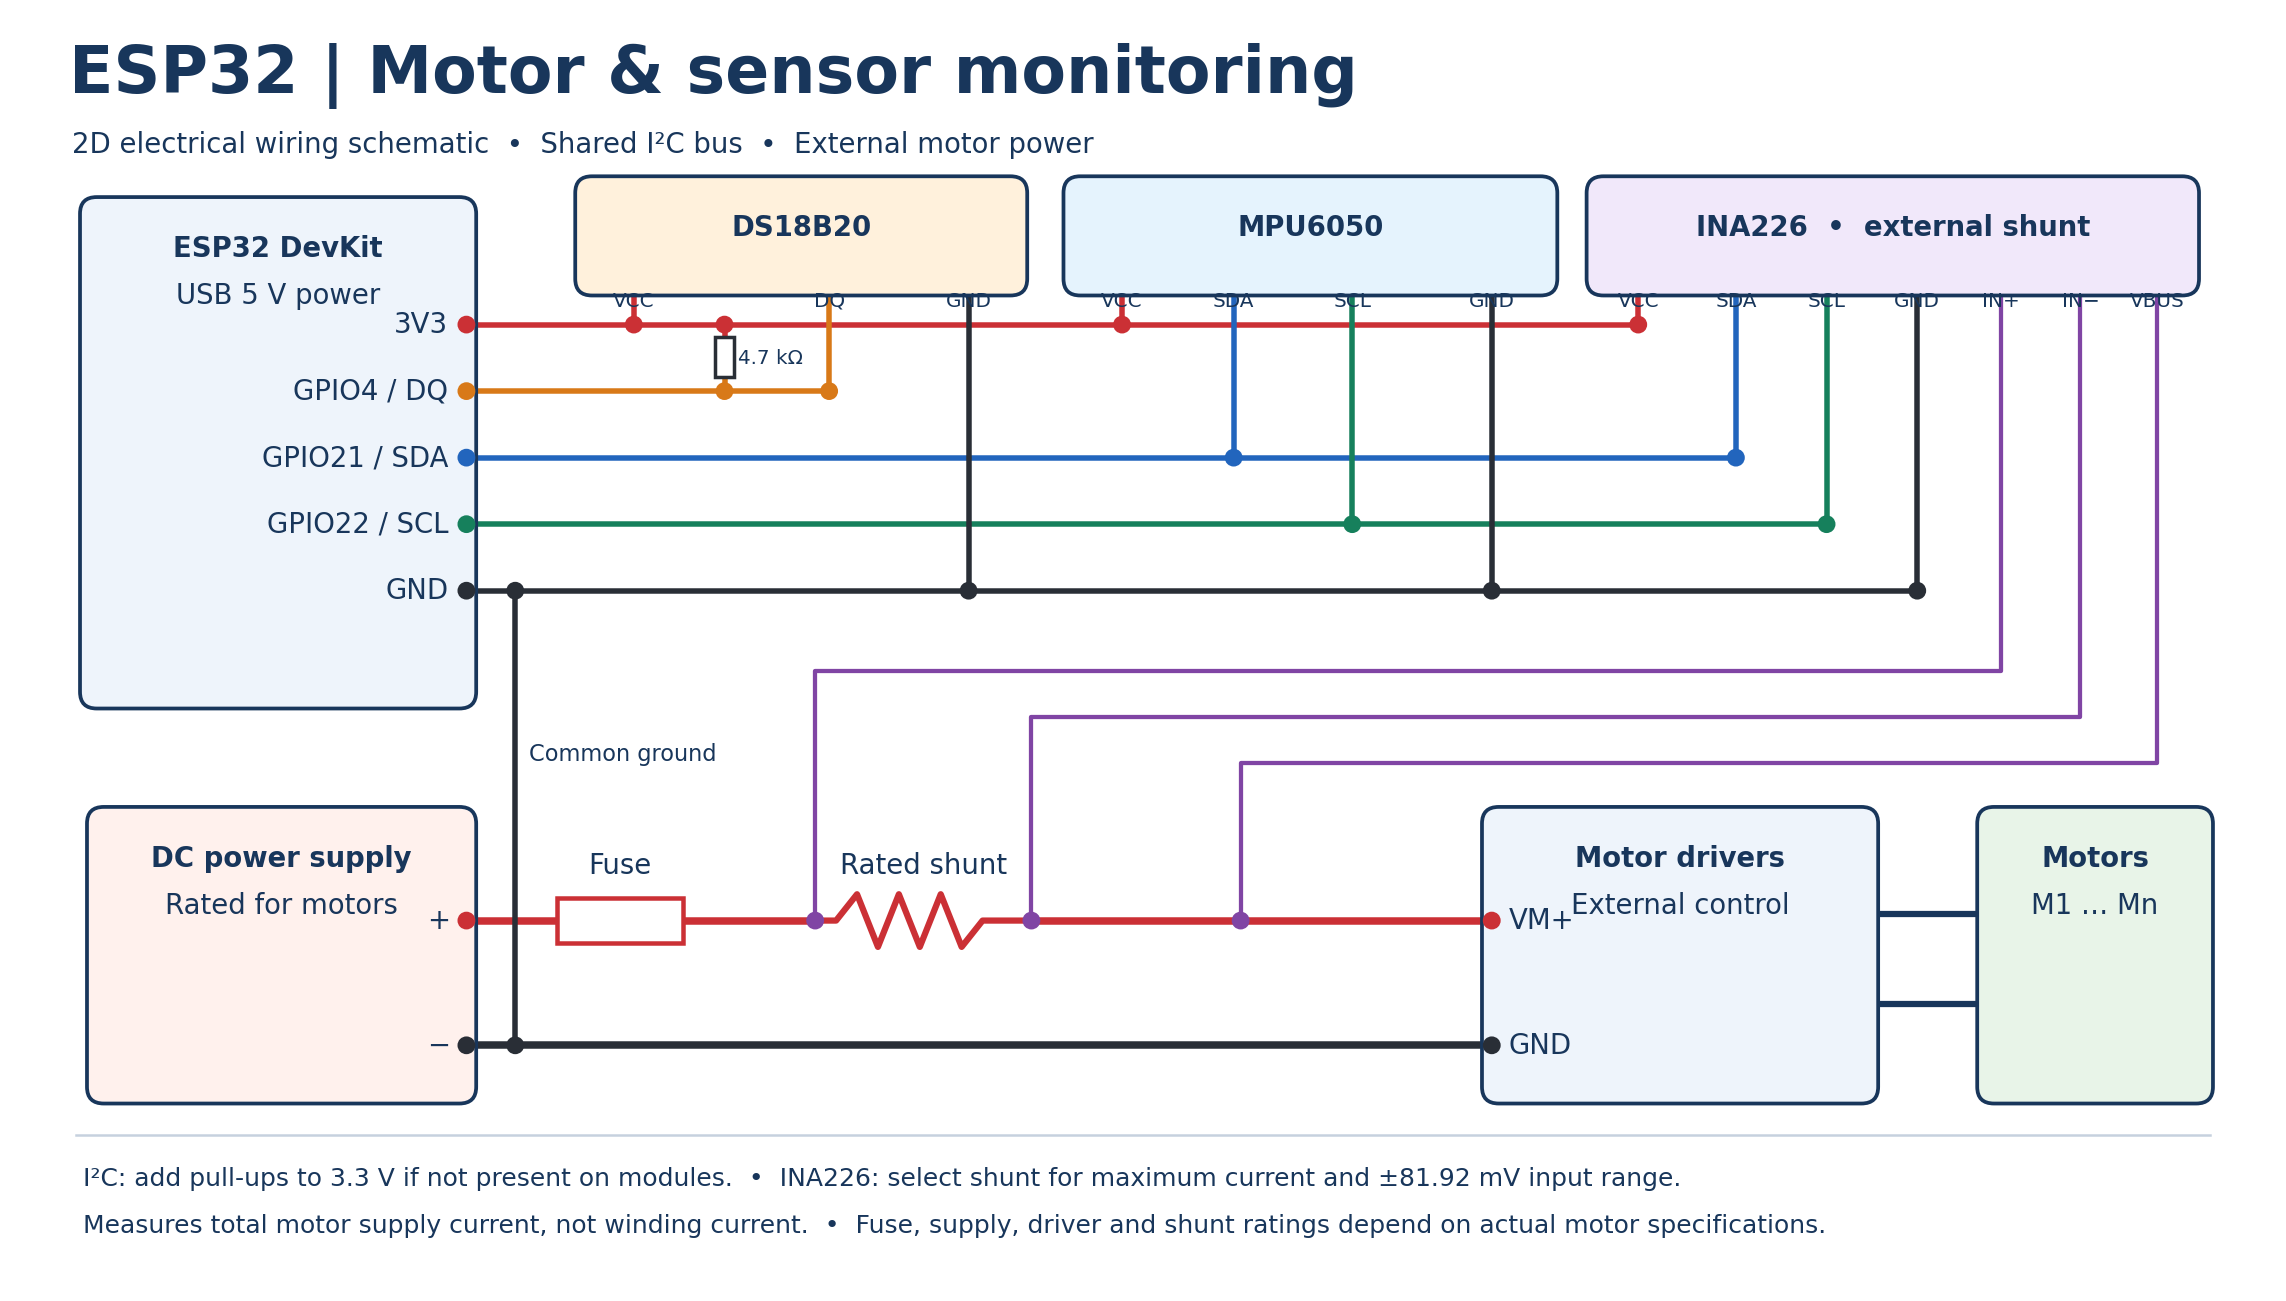 ESP32 | Motor & sensor monitoring
2D electrical wiring schematic • Shared I²C bus • External motor power
ESP32 DevKit
USB 5 V power
3V3
GPIO4 / DQ
GPIO21 / SDA
GPIO22 / SCL
GND
DS18B20
VCC DQ GND
4.7 kΩ
MPU6050
VCC SDA SCL GND
INA226 • external shunt
VCC SDA SCL GND IN+ IN− VBUS
Common ground
DC power supply
Rated for motors
+
−
Fuse
Rated shunt
Motor drivers
External control
VM+
GND
Motors
M1 ... Mn
I²C: add pull-ups to 3.3 V if not present on modules. • INA226: select shunt for maximum current and ±81.92 mV input range.
Measures total motor supply current, not winding current. • Fuse, supply, driver and shunt ratings depend on actual motor specifications.